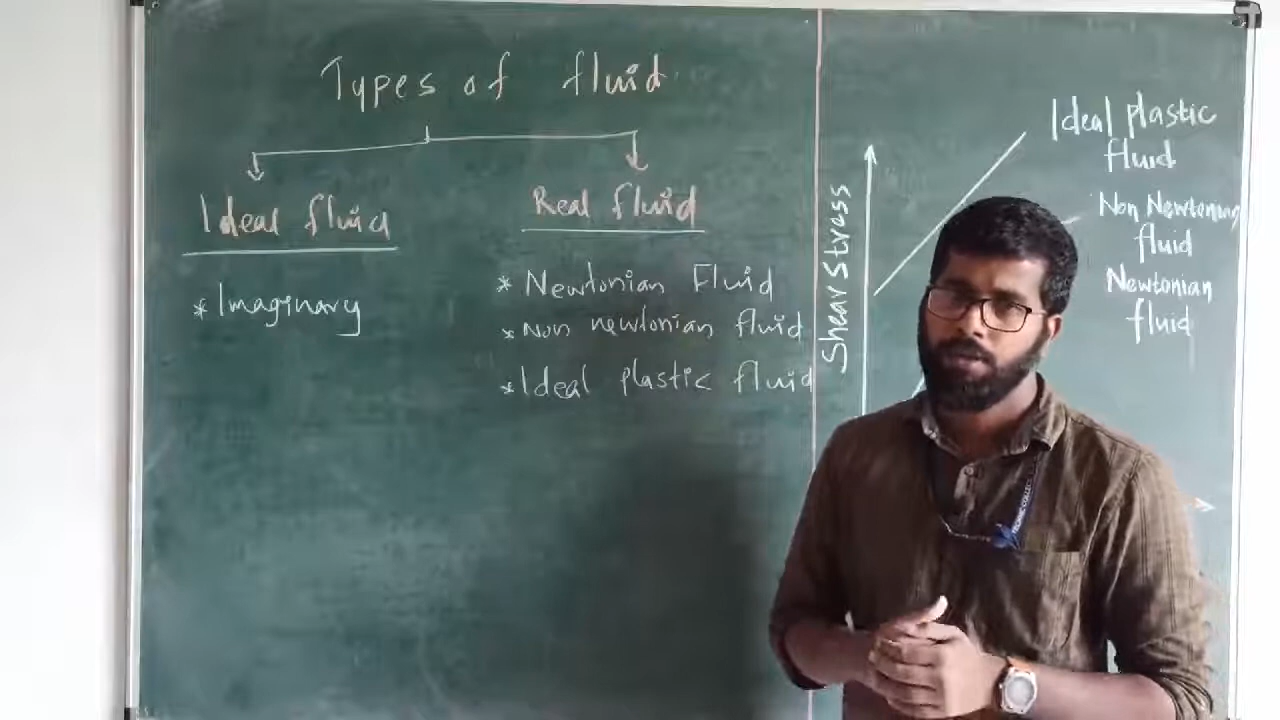 Types of fluid
Ideal fluid
Real fluid
* Imaginary
* Newtonian Fluid
* Non newtonian fluid
* Ideal plastic fluid
Shear Stress
Ideal plastic
fluid
Non Newtonian
fluid
Newtonian
fluid